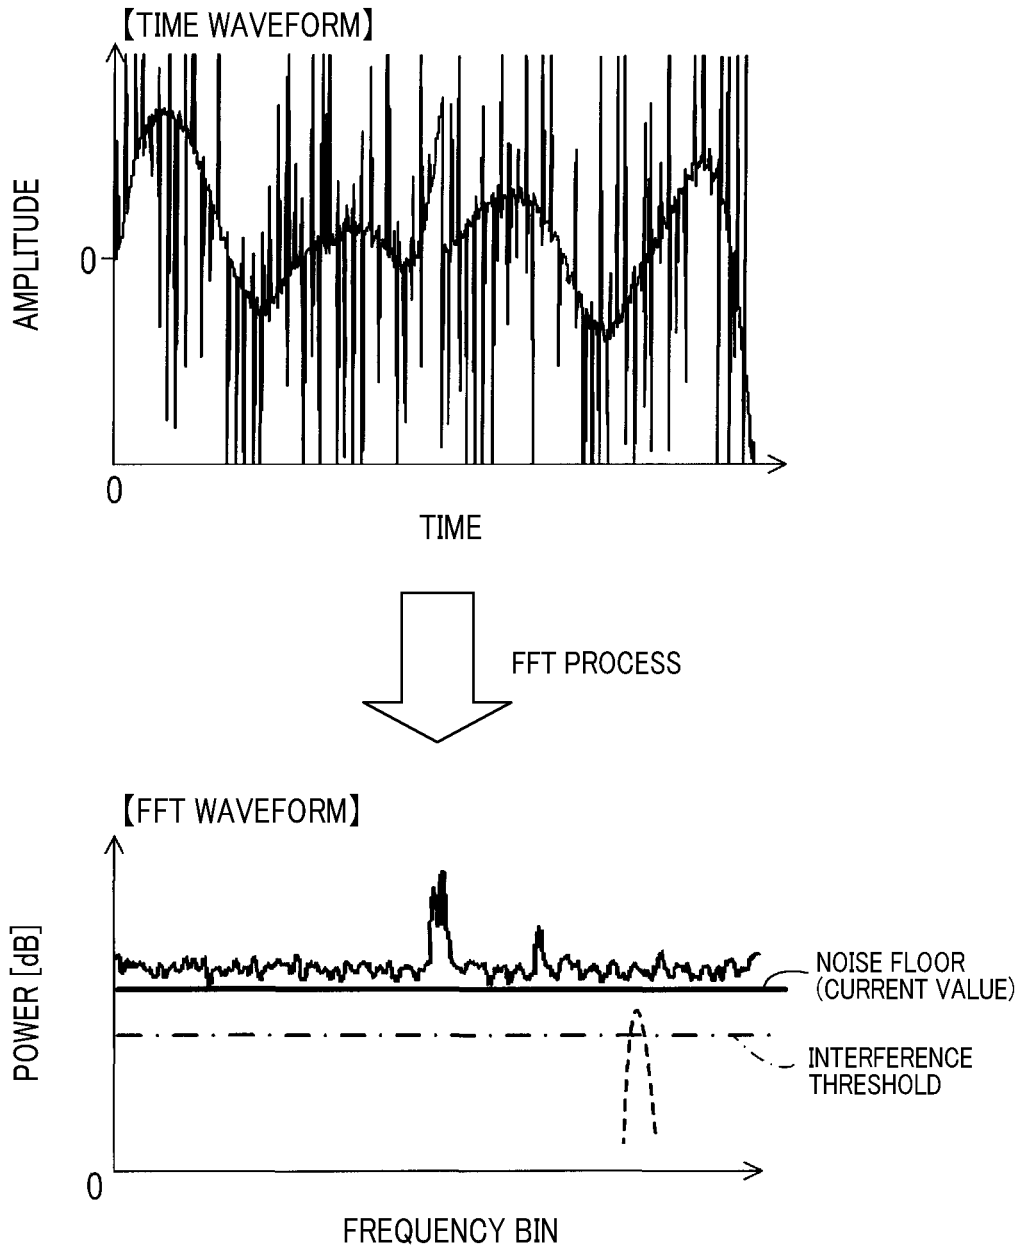 【TIME WAVEFORM】
AMPLITUDE
0
0
TIME
FFT PROCESS
【FFT WAVEFORM】
POWER [dB]
NOISE FLOOR
(CURRENT VALUE)
INTERFERENCE
THRESHOLD
0
FREQUENCY BIN